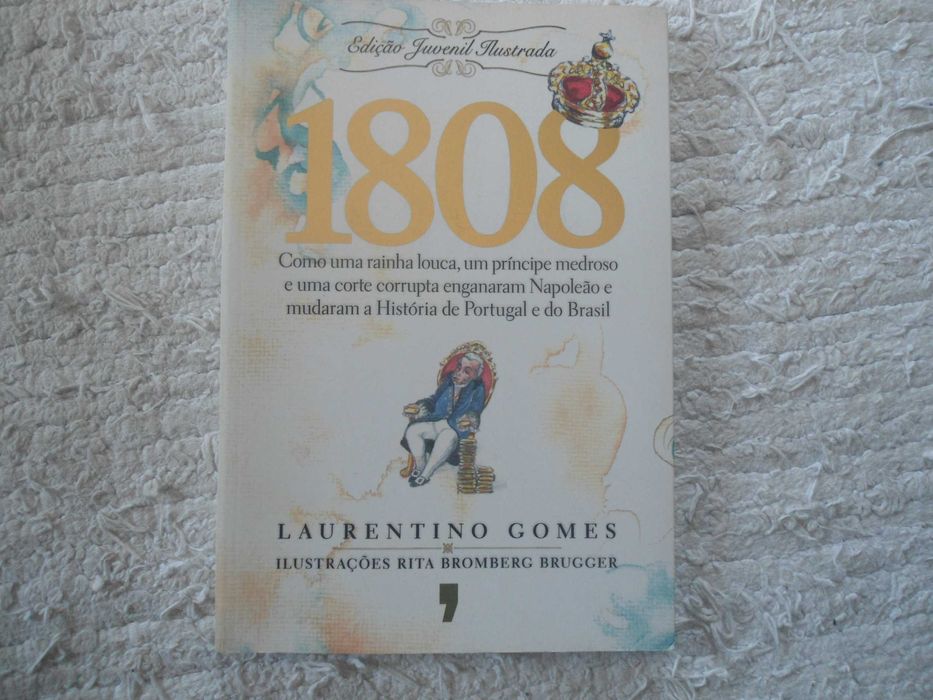 Edição Juvenil Ilustrada
1808
Como uma rainha louca, um príncipe medroso
e uma corte corrupta enganaram Napoleão e
mudaram a História de Portugal e do Brasil
LAURENTINO GOMES
ILUSTRAÇÕES RITA BROMBERG BRUGGER